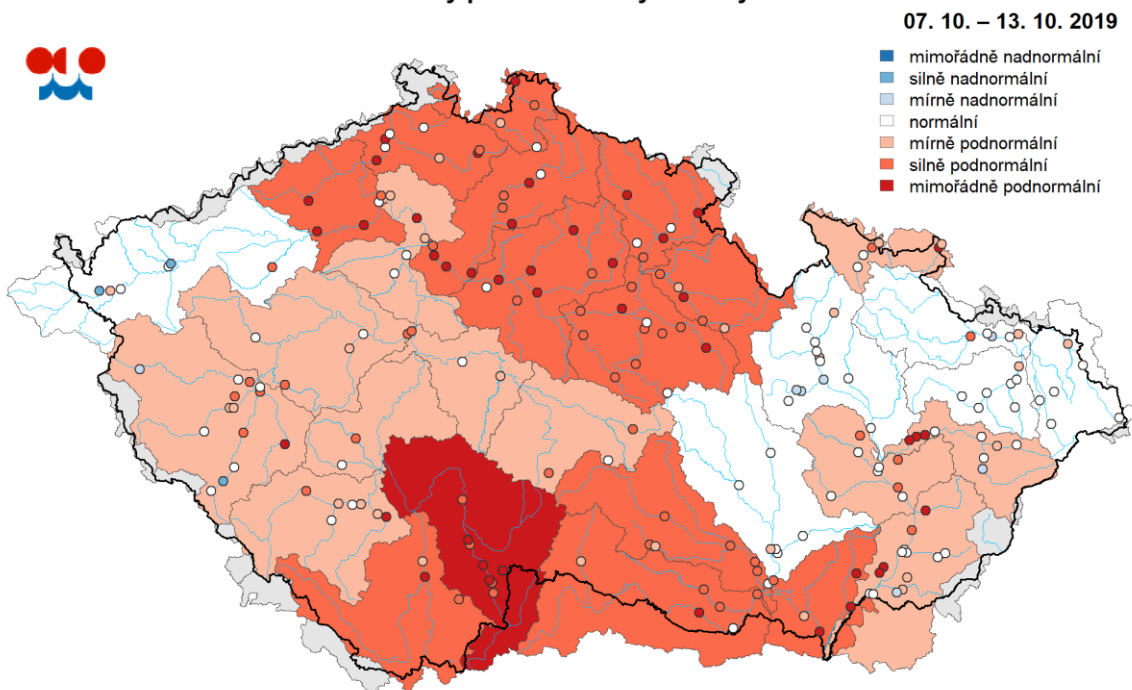 07. 10. – 13. 10. 2019
mimořádně nadnormální
silně nadnormální
mírně nadnormální
normální
mírně podnormální
silně podnormální
mimořádně podnormální